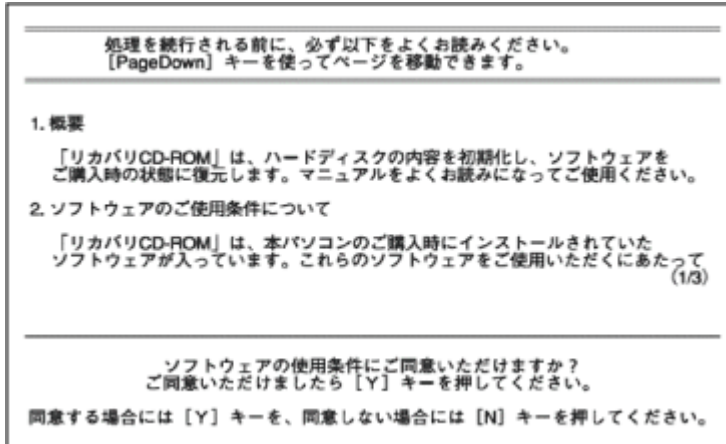 処理を続行される前に、必ず以下をよくお読みください。
［PageDown］キーを使ってページを移動できます。
1. 概要
「リカバリCD-ROM」は、ハードディスクの内容を初期化し、ソフトウェアを
ご購入時の状態に復元します。マニュアルをよくお読みになってご使用ください。
2. ソフトウェアのご使用条件について
「リカバリCD-ROM」は、本パソコンのご購入時にインストールされていた
ソフトウェアが入っています。これらのソフトウェアをご使用いただくにあたって
(1/3)
ソフトウェアの使用条件にご同意いただけますか？
ご同意いただけましたら［Y］キーを押してください。
同意する場合には［Y］キーを、同意しない場合には［N］キーを押してください。